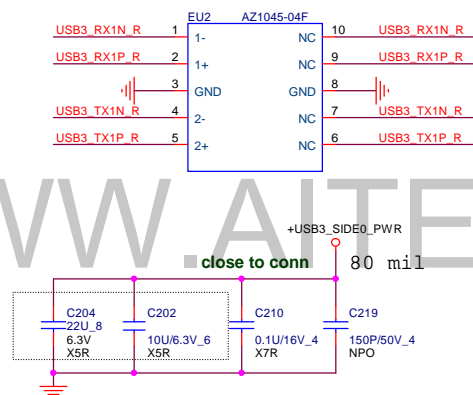 EU2 AZ1045-04F
USB3_RX1N_R 1 1- NC 10 USB3_RX1N_R
USB3_RX1P_R 2 1+ NC 9 USB3_RX1P_R
3 GND GND 8
USB3_TX1N_R 4 2- NC 7 USB3_TX1N_R
USB3_TX1P_R 5 2+ NC 6 USB3_TX1P_R
WW.AITE
+USB3_SIDE0_PWR
close to conn 80 mil
C204 C202 C210 C219
22U_8 10U/6.3V_6 0.1U/16V_4 150P/50V_4
6.3V X5R X7R NPO
X5R